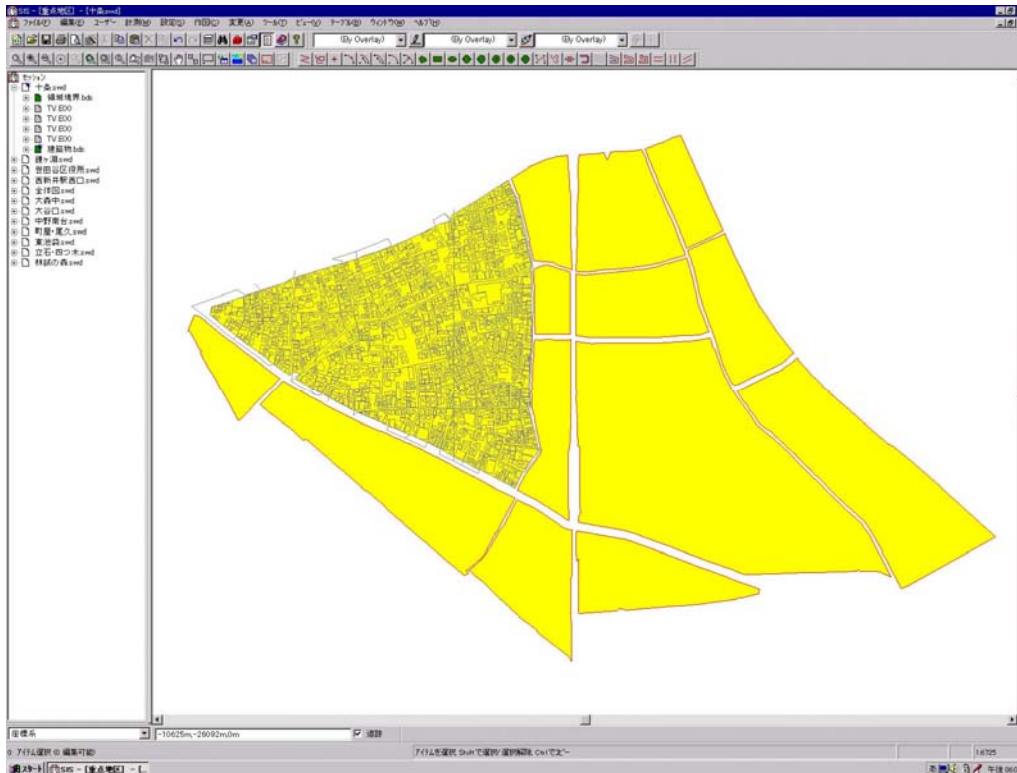 SIS - [重点地区] - [十条.swd]
ファイル(F) 編集(E) ユーザー 計測(M) 設定(S) 作図(C) 変更(A) ツール(T) ビュー(V) テーブル(B) ウィンドウ(W) ヘルプ(H)
(By Overlay) (By Overlay) (By Overlay)
セッション
十条.swd
領域境界.bds
TV.E00
TV.E00
TV.E00
建築物.bds
鐘ヶ淵.swd
世田谷区役所.swd
西新井駅西口.swd
全体図.swd
大森中.swd
大谷口.swd
中野南台.swd
町屋・尾久.swd
東池袋.swd
立石・四つ木.swd
林試の森.swd
座標系 -10625m,-26092m,0m 追跡
0 アイテム選択 (0 編集可能) アイテムを選択. Shiftで選択/選択解除. Ctrlでコピー 1:6725
スタート SIS - [重点地区] - [.. あ 午後